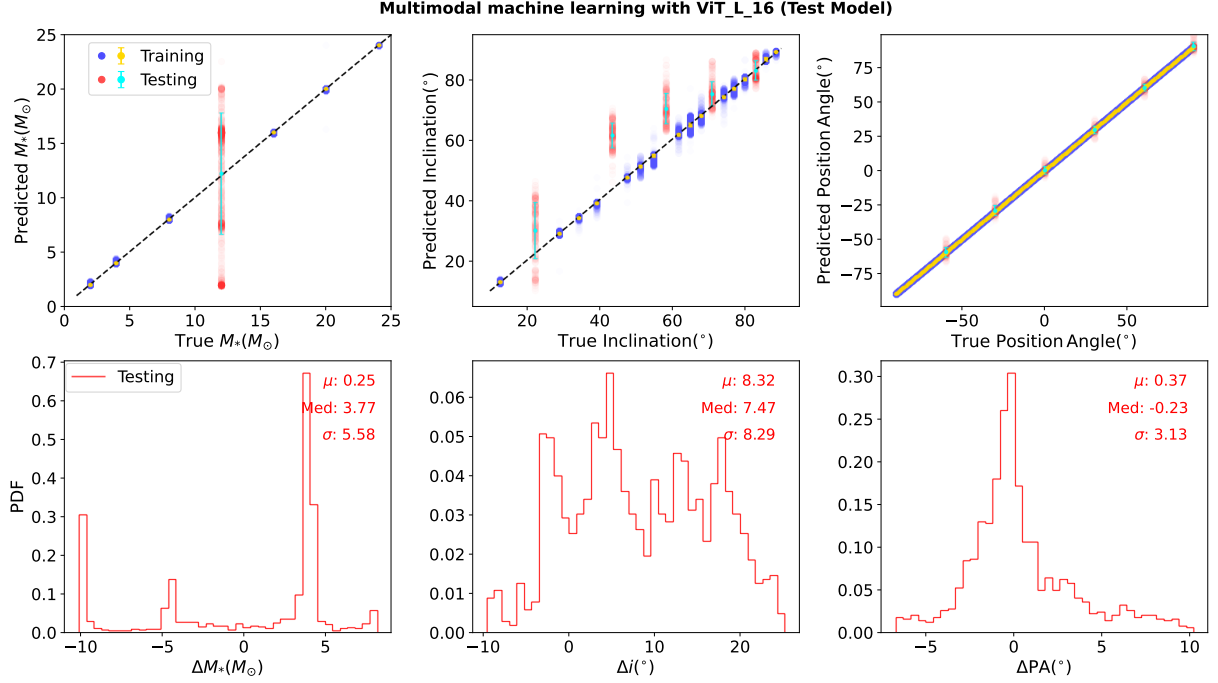 Multimodal machine learning with ViT_L_16 (Test Model)
Predicted M*(M☉)
25
20
15
10
5
0
Training
Testing
0 5 10 15 20 25
True M*(M☉)
Predicted Inclination(°)
80
60
40
20
20 40 60 80
True Inclination(°)
Predicted Position Angle(°)
75
50
25
0
−25
−50
−75
−50 0 50
True Position Angle(°)
PDF
0.7
0.6
0.5
0.4
0.3
0.2
0.1
0.0
Testing
μ: 0.25
Med: 3.77
σ: 5.58
−10 −5 0 5
ΔM*(M☉)
0.06
0.05
0.04
0.03
0.02
0.01
0.00
μ: 8.32
Med: 7.47
σ: 8.29
−10 0 10 20
Δi(°)
0.30
0.25
0.20
0.15
0.10
0.05
0.00
μ: 0.37
Med: -0.23
σ: 3.13
−5 0 5 10
ΔPA(°)